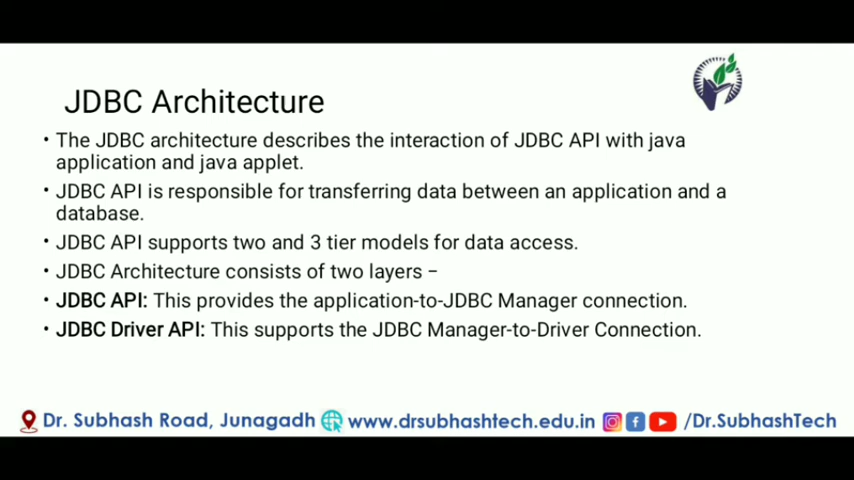 JDBC Architecture
• The JDBC architecture describes the interaction of JDBC API with java
application and java applet.
• JDBC API is responsible for transferring data between an application and a
database.
• JDBC API supports two and 3 tier models for data access.
• JDBC Architecture consists of two layers −
• JDBC API: This provides the application-to-JDBC Manager connection.
• JDBC Driver API: This supports the JDBC Manager-to-Driver Connection.
Dr. Subhash Road, Junagadh www.drsubhashtech.edu.in /Dr.SubhashTech